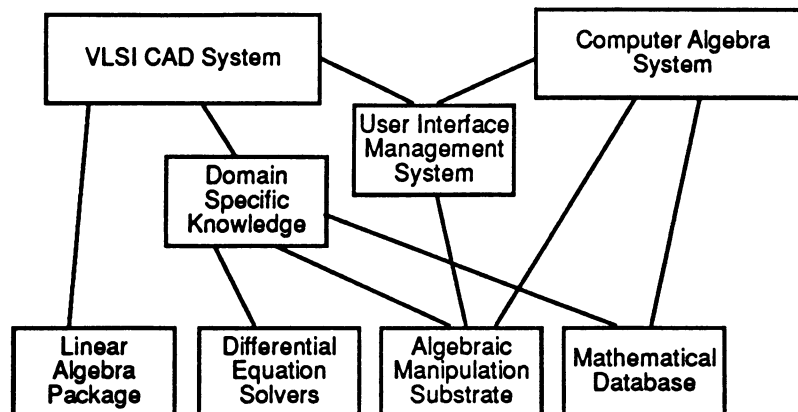 VLSI CAD System
Computer Algebra
System
User Interface
Management
System
Domain
Specific
Knowledge
Linear
Algebra
Package
Differential
Equation
Solvers
Algebraic
Manipulation
Substrate
Mathematical
Database